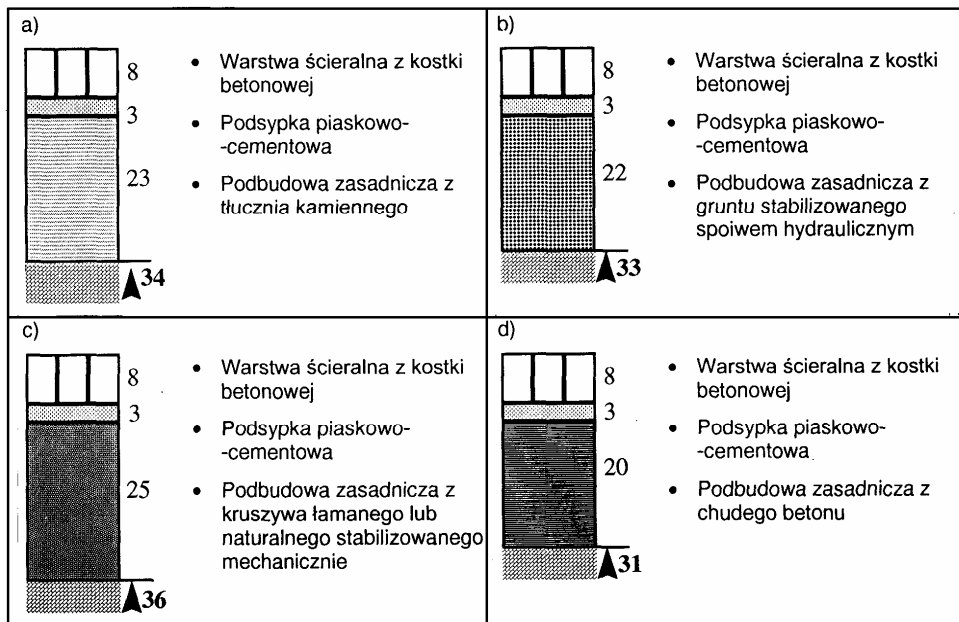 a)
8
3
23
34
• Warstwa ścieralna z kostki
betonowej
• Podsypka piaskowo-
-cementowa
• Podbudowa zasadnicza z
tłucznia kamiennego
b)
8
3
22
33
• Warstwa ścieralna z kostki
betonowej
• Podsypka piaskowo-
-cementowa
• Podbudowa zasadnicza z
gruntu stabilizowanego
spoiwem hydraulicznym
c)
8
3
25
36
• Warstwa ścieralna z kostki
betonowej
• Podsypka piaskowo-
-cementowa
• Podbudowa zasadnicza z
kruszywa łamanego lub
naturalnego stabilizowanego
mechanicznie
d)
8
3
20
31
• Warstwa ścieralna z kostki
betonowej
• Podsypka piaskowo-
-cementowa
• Podbudowa zasadnicza z
chudego betonu